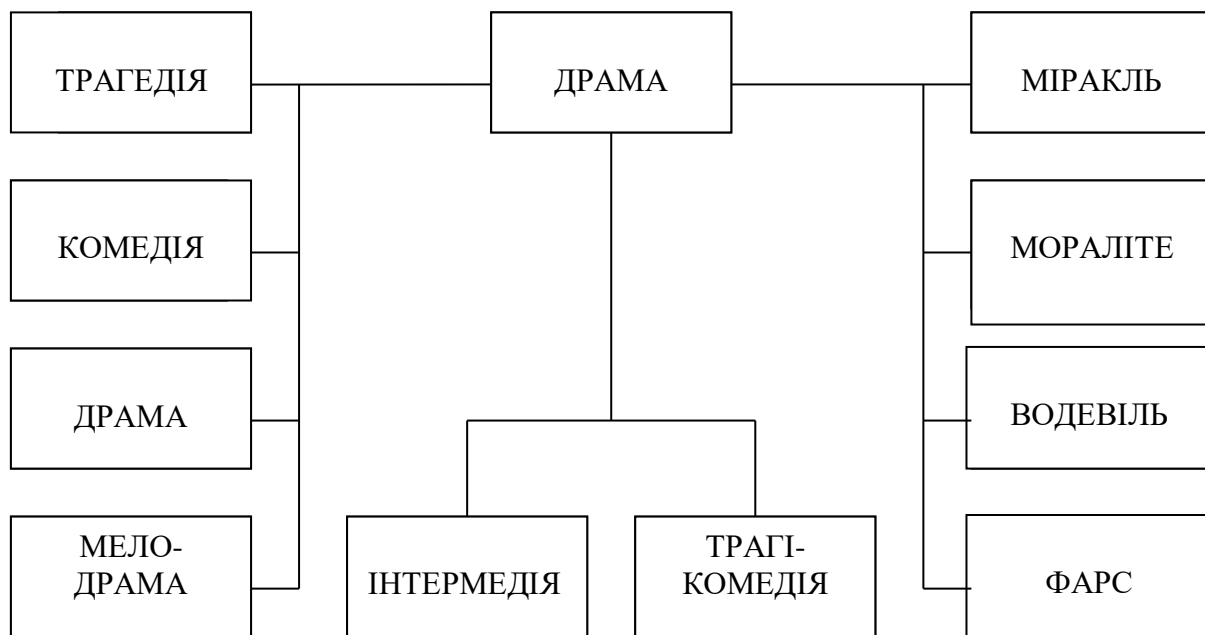 ТРАГЕДІЯ
ДРАМА
МІРАКЛЬ
КОМЕДІЯ
МОРАЛІТЕ
ДРАМА
ВОДЕВІЛЬ
МЕЛО-
ДРАМА
ІНТЕРМЕДІЯ
ТРАГІ-
КОМЕДІЯ
ФАРС